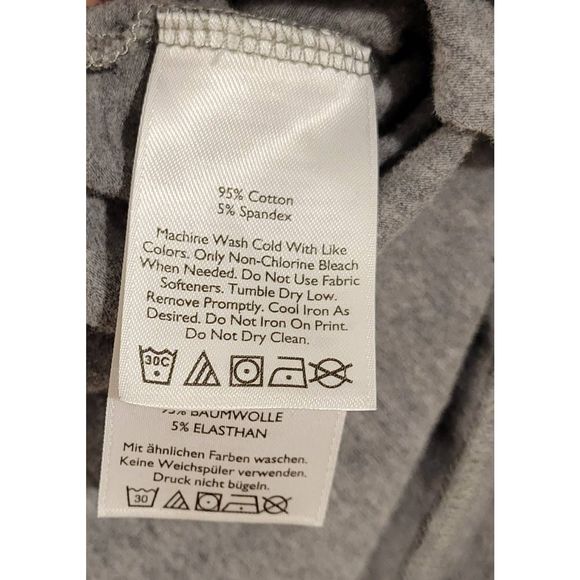 95% Cotton
5% Spandex
Machine Wash Cold With Like
Colors. Only Non-Chlorine Bleach
When Needed. Do Not Use Fabric
Softeners. Tumble Dry Low.
Remove Promptly. Cool Iron As
Desired. Do Not Iron On Print.
Do Not Dry Clean.
30C
95% BAUMWOLLE
5% ELASTHAN
Mit ähnlichen Farben waschen.
Keine Weichspüler verwenden.
Druck nicht bügeln.
30